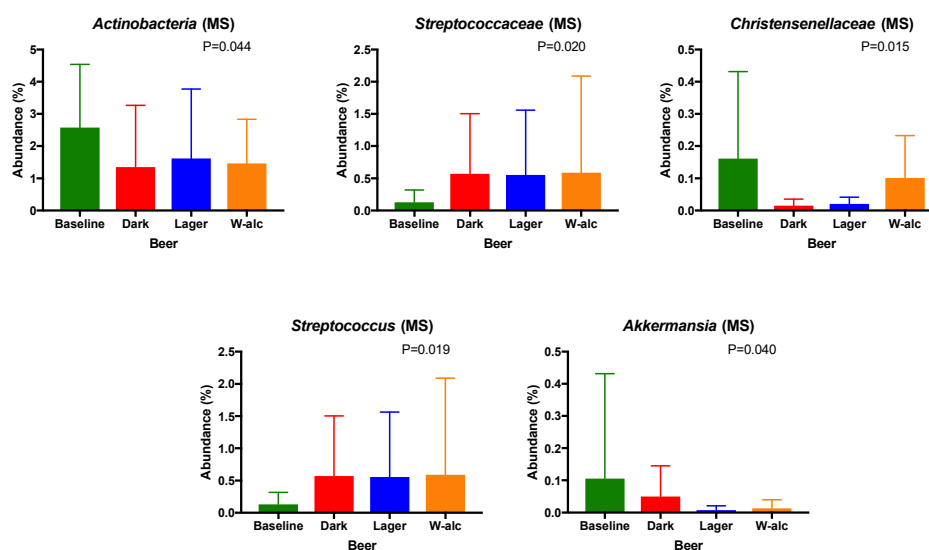 Actinobacteria (MS)
P=0.044
Abundance (%)
5
4
3
2
1
0
Baseline Dark Lager W-alc
Beer
Streptococcaceae (MS)
P=0.020
Abundance (%)
2.5
2.0
1.5
1.0
0.5
0.0
Baseline Dark Lager W-alc
Beer
Christensenellaceae (MS)
P=0.015
Abundance (%)
0.5
0.4
0.3
0.2
0.1
0.0
Baseline Dark Lager W-alc
Beer
Streptococcus (MS)
P=0.019
Abundance (%)
2.5
2.0
1.5
1.0
0.5
0.0
Baseline Dark Lager W-alc
Beer
Akkermansia (MS)
P=0.040
Abundance (%)
0.5
0.4
0.3
0.2
0.1
0.0
Baseline Dark Lager W-alc
Beer